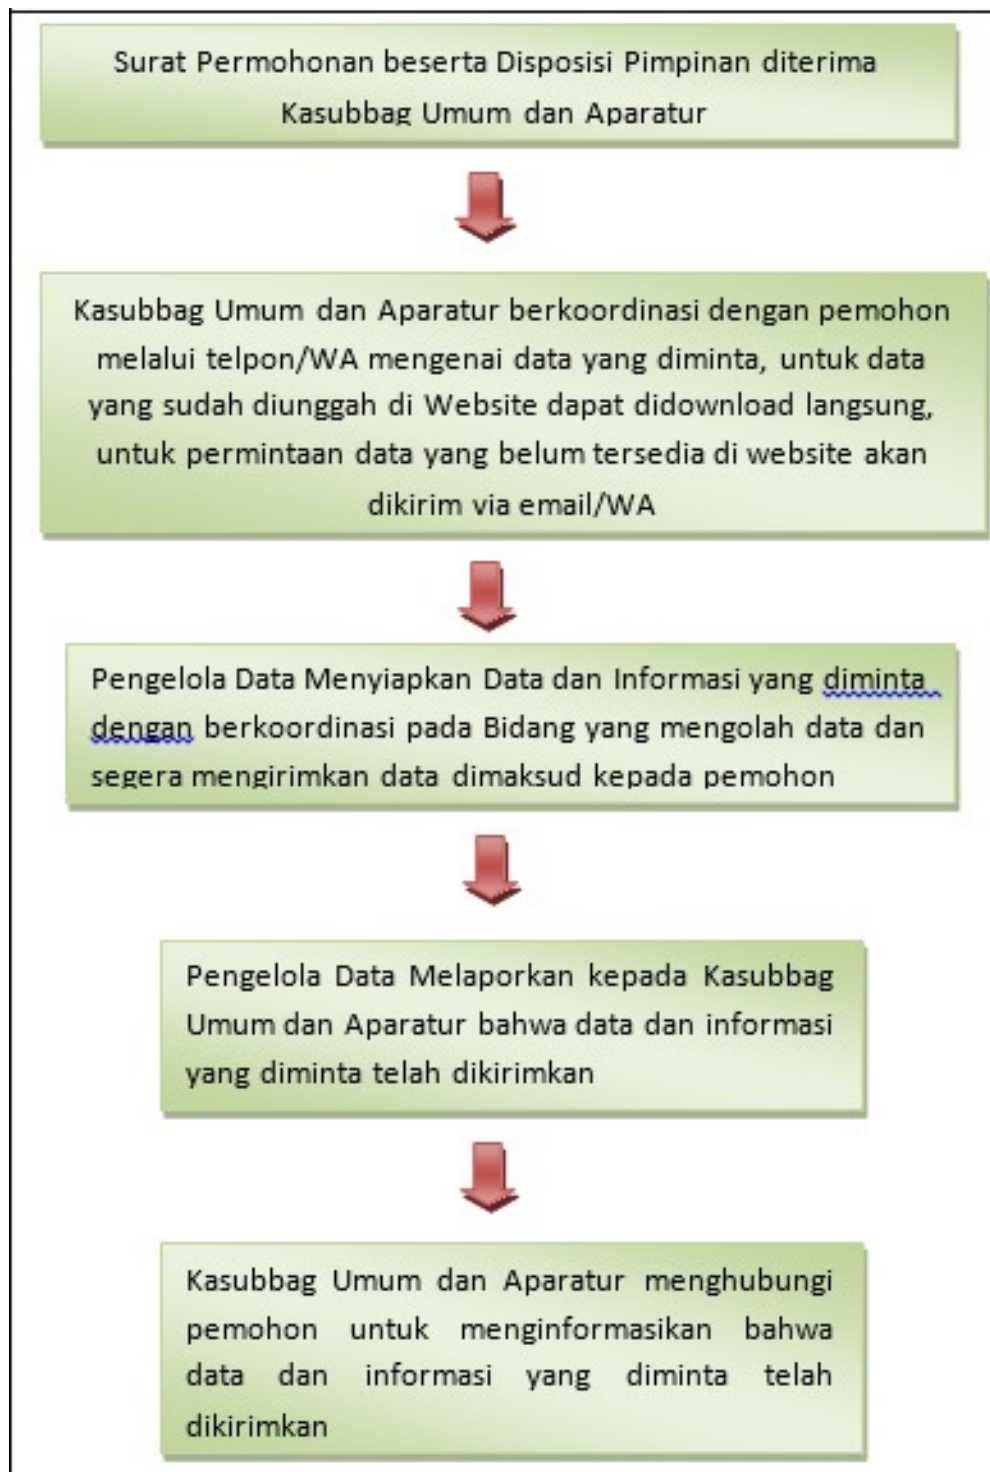 Surat Permohonan beserta Disposisi Pimpinan diterima
Kasubbag Umum dan Aparatur
Kasubbag Umum dan Aparatur berkoordinasi dengan pemohon
melalui telpon/WA mengenai data yang diminta, untuk data
yang sudah diunggah di Website dapat didownload langsung,
untuk permintaan data yang belum tersedia di website akan
dikirim via email/WA
Pengelola Data Menyiapkan Data dan Informasi yang diminta
dengan berkoordinasi pada Bidang yang mengolah data dan
segera mengirimkan data dimaksud kepada pemohon
Pengelola Data Melaporkan kepada Kasubbag
Umum dan Aparatur bahwa data dan informasi
yang diminta telah dikirimkan
Kasubbag Umum dan Aparatur menghubungi
pemohon untuk menginformasikan bahwa
data dan informasi yang diminta telah
dikirimkan